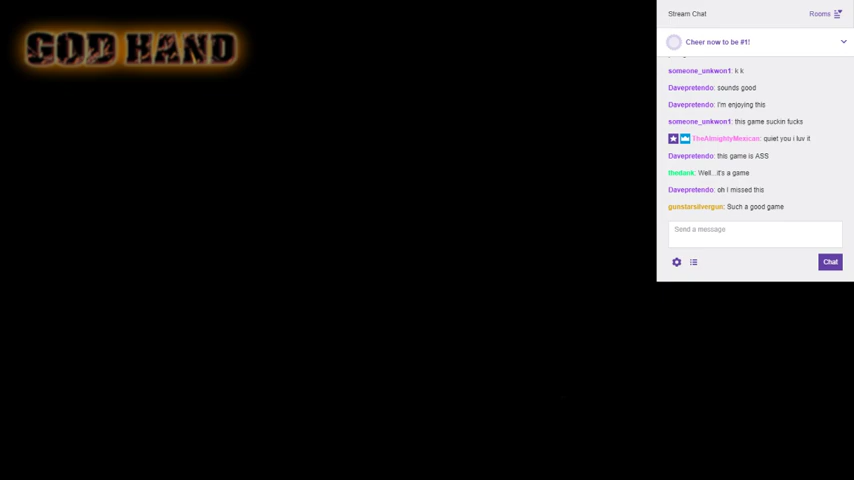 GOD HAND
Stream Chat
Rooms
Cheer now to be #1!
someone_unkwon1: k k
Davepretendo: sounds good
Davepretendo: I'm enjoying this
someone_unkwon1: this game suckin fucks
TheAlmightyMexican: quiet you i luv it
Davepretendo: this game is ASS
thedank: Well...it's a game
Davepretendo: oh I missed this
gunstarsilvergun: Such a good game
Send a message
Chat